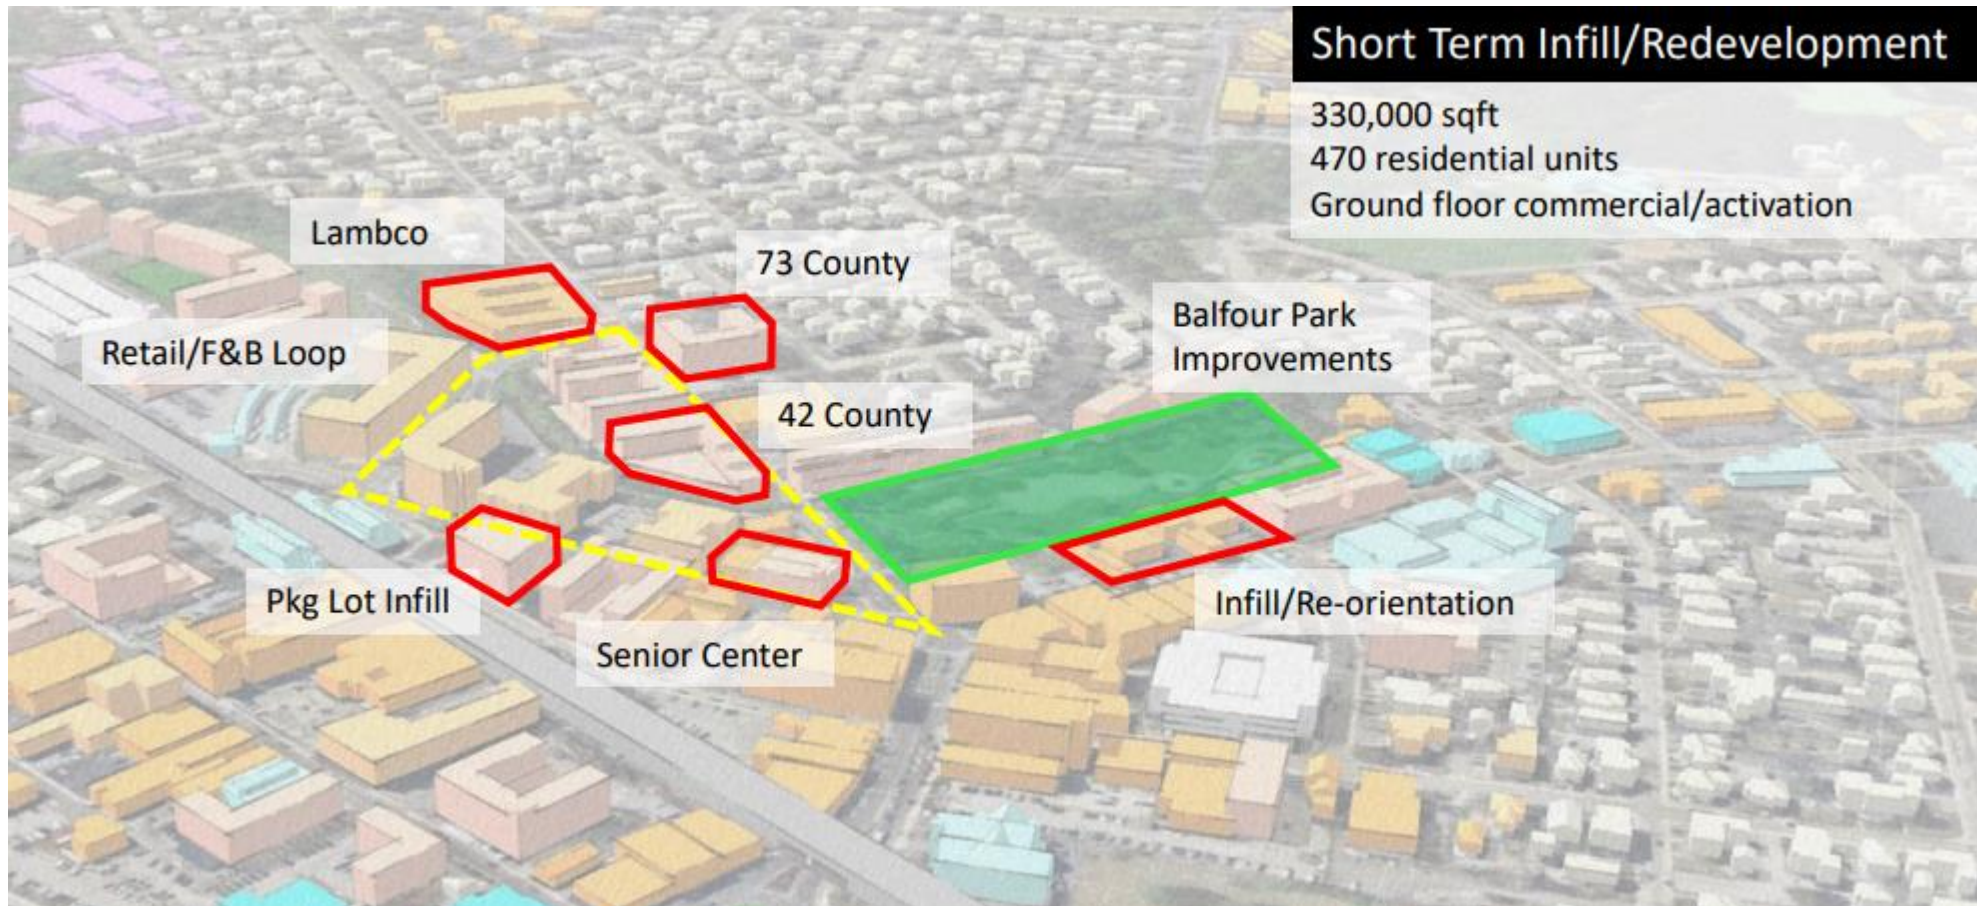 Short Term Infill/Redevelopment
330,000 sqft
470 residential units
Ground floor commercial/activation
Lambco
73 County
Retail/F&B Loop
Balfour Park
Improvements
42 County
Pkg Lot Infill
Infill/Re-orientation
Senior Center